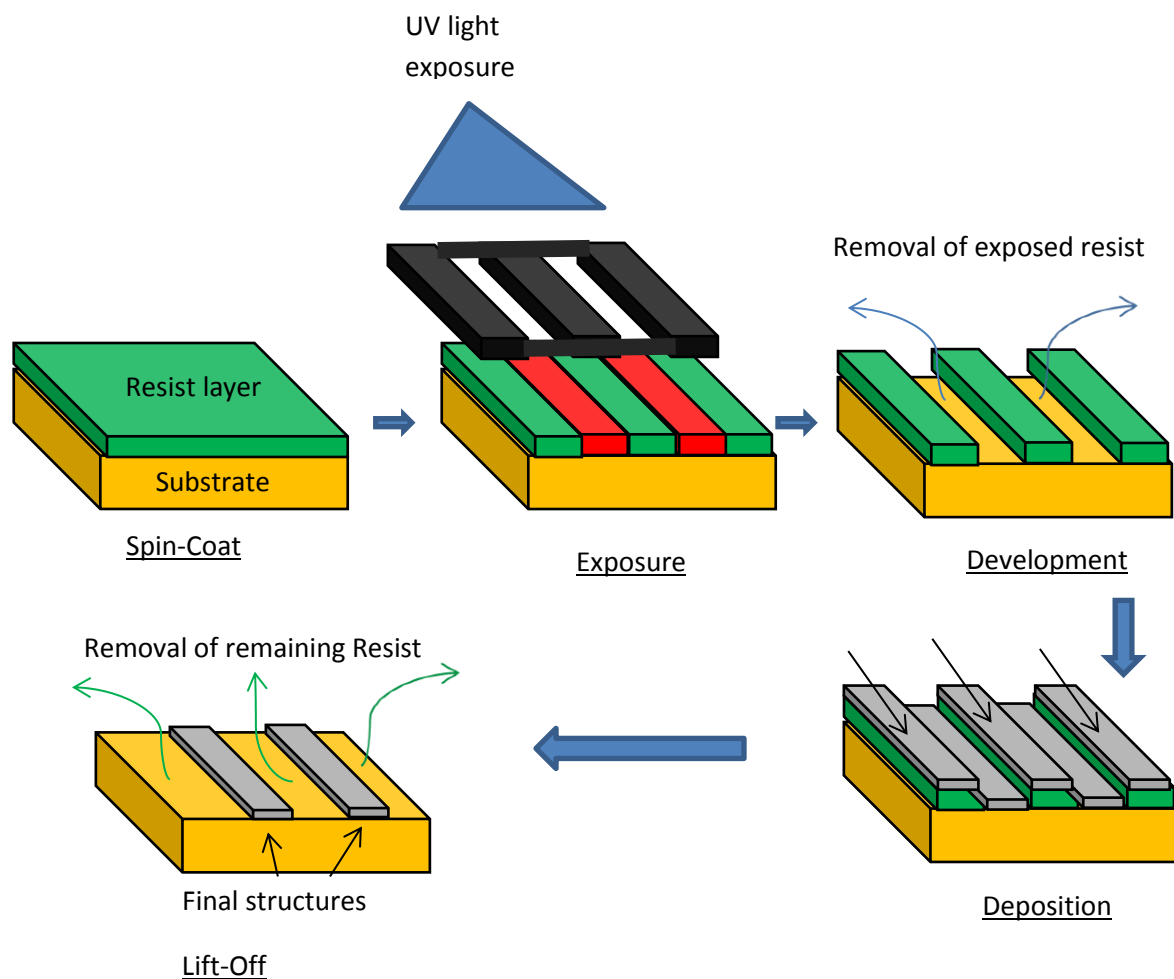 UV light
exposure
Removal of exposed resist
Resist layer
Substrate
Spin-Coat
Exposure
Development
Removal of remaining Resist
Final structures
Lift-Off
Deposition